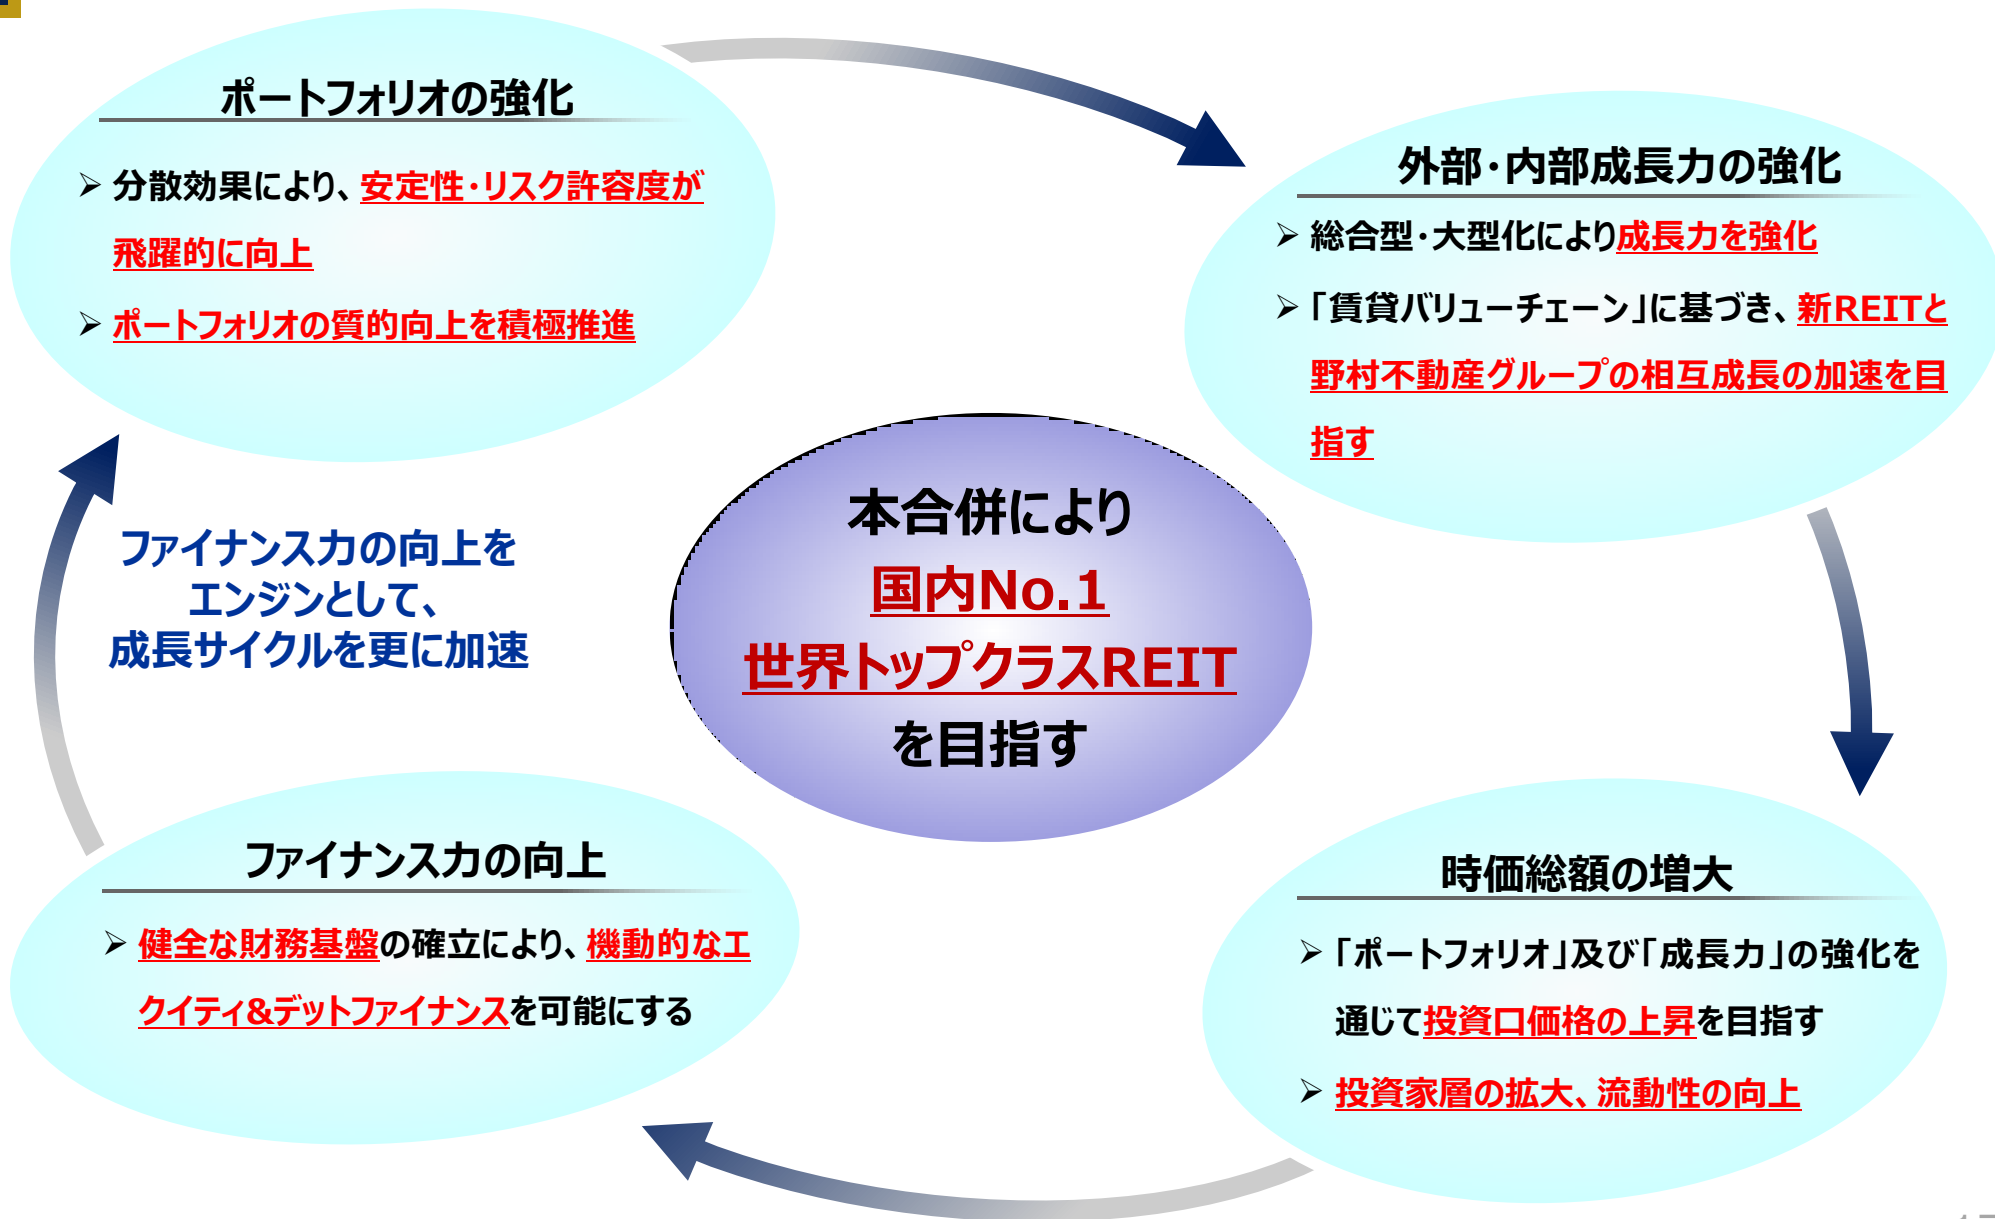 ポートフォリオの強化
➢ 分散効果により、安定性・リスク許容度が
飛躍的に向上
➢ ポートフォリオの質的向上を積極推進
外部・内部成長力の強化
➢ 総合型・大型化により成長力を強化
➢ 「賃貸バリューチェーン」に基づき、新REITと
野村不動産グループの相互成長の加速を目
指す
本合併により
国内No.1
世界トップクラスREIT
を目指す
ファイナンス力の向上を
エンジンとして、
成長サイクルを更に加速
ファイナンス力の向上
➢ 健全な財務基盤の確立により、機動的なエ
クイティ&デットファイナンスを可能にする
時価総額の増大
➢ 「ポートフォリオ」及び「成長力」の強化を
通じて投資口価格の上昇を目指す
➢ 投資家層の拡大、流動性の向上